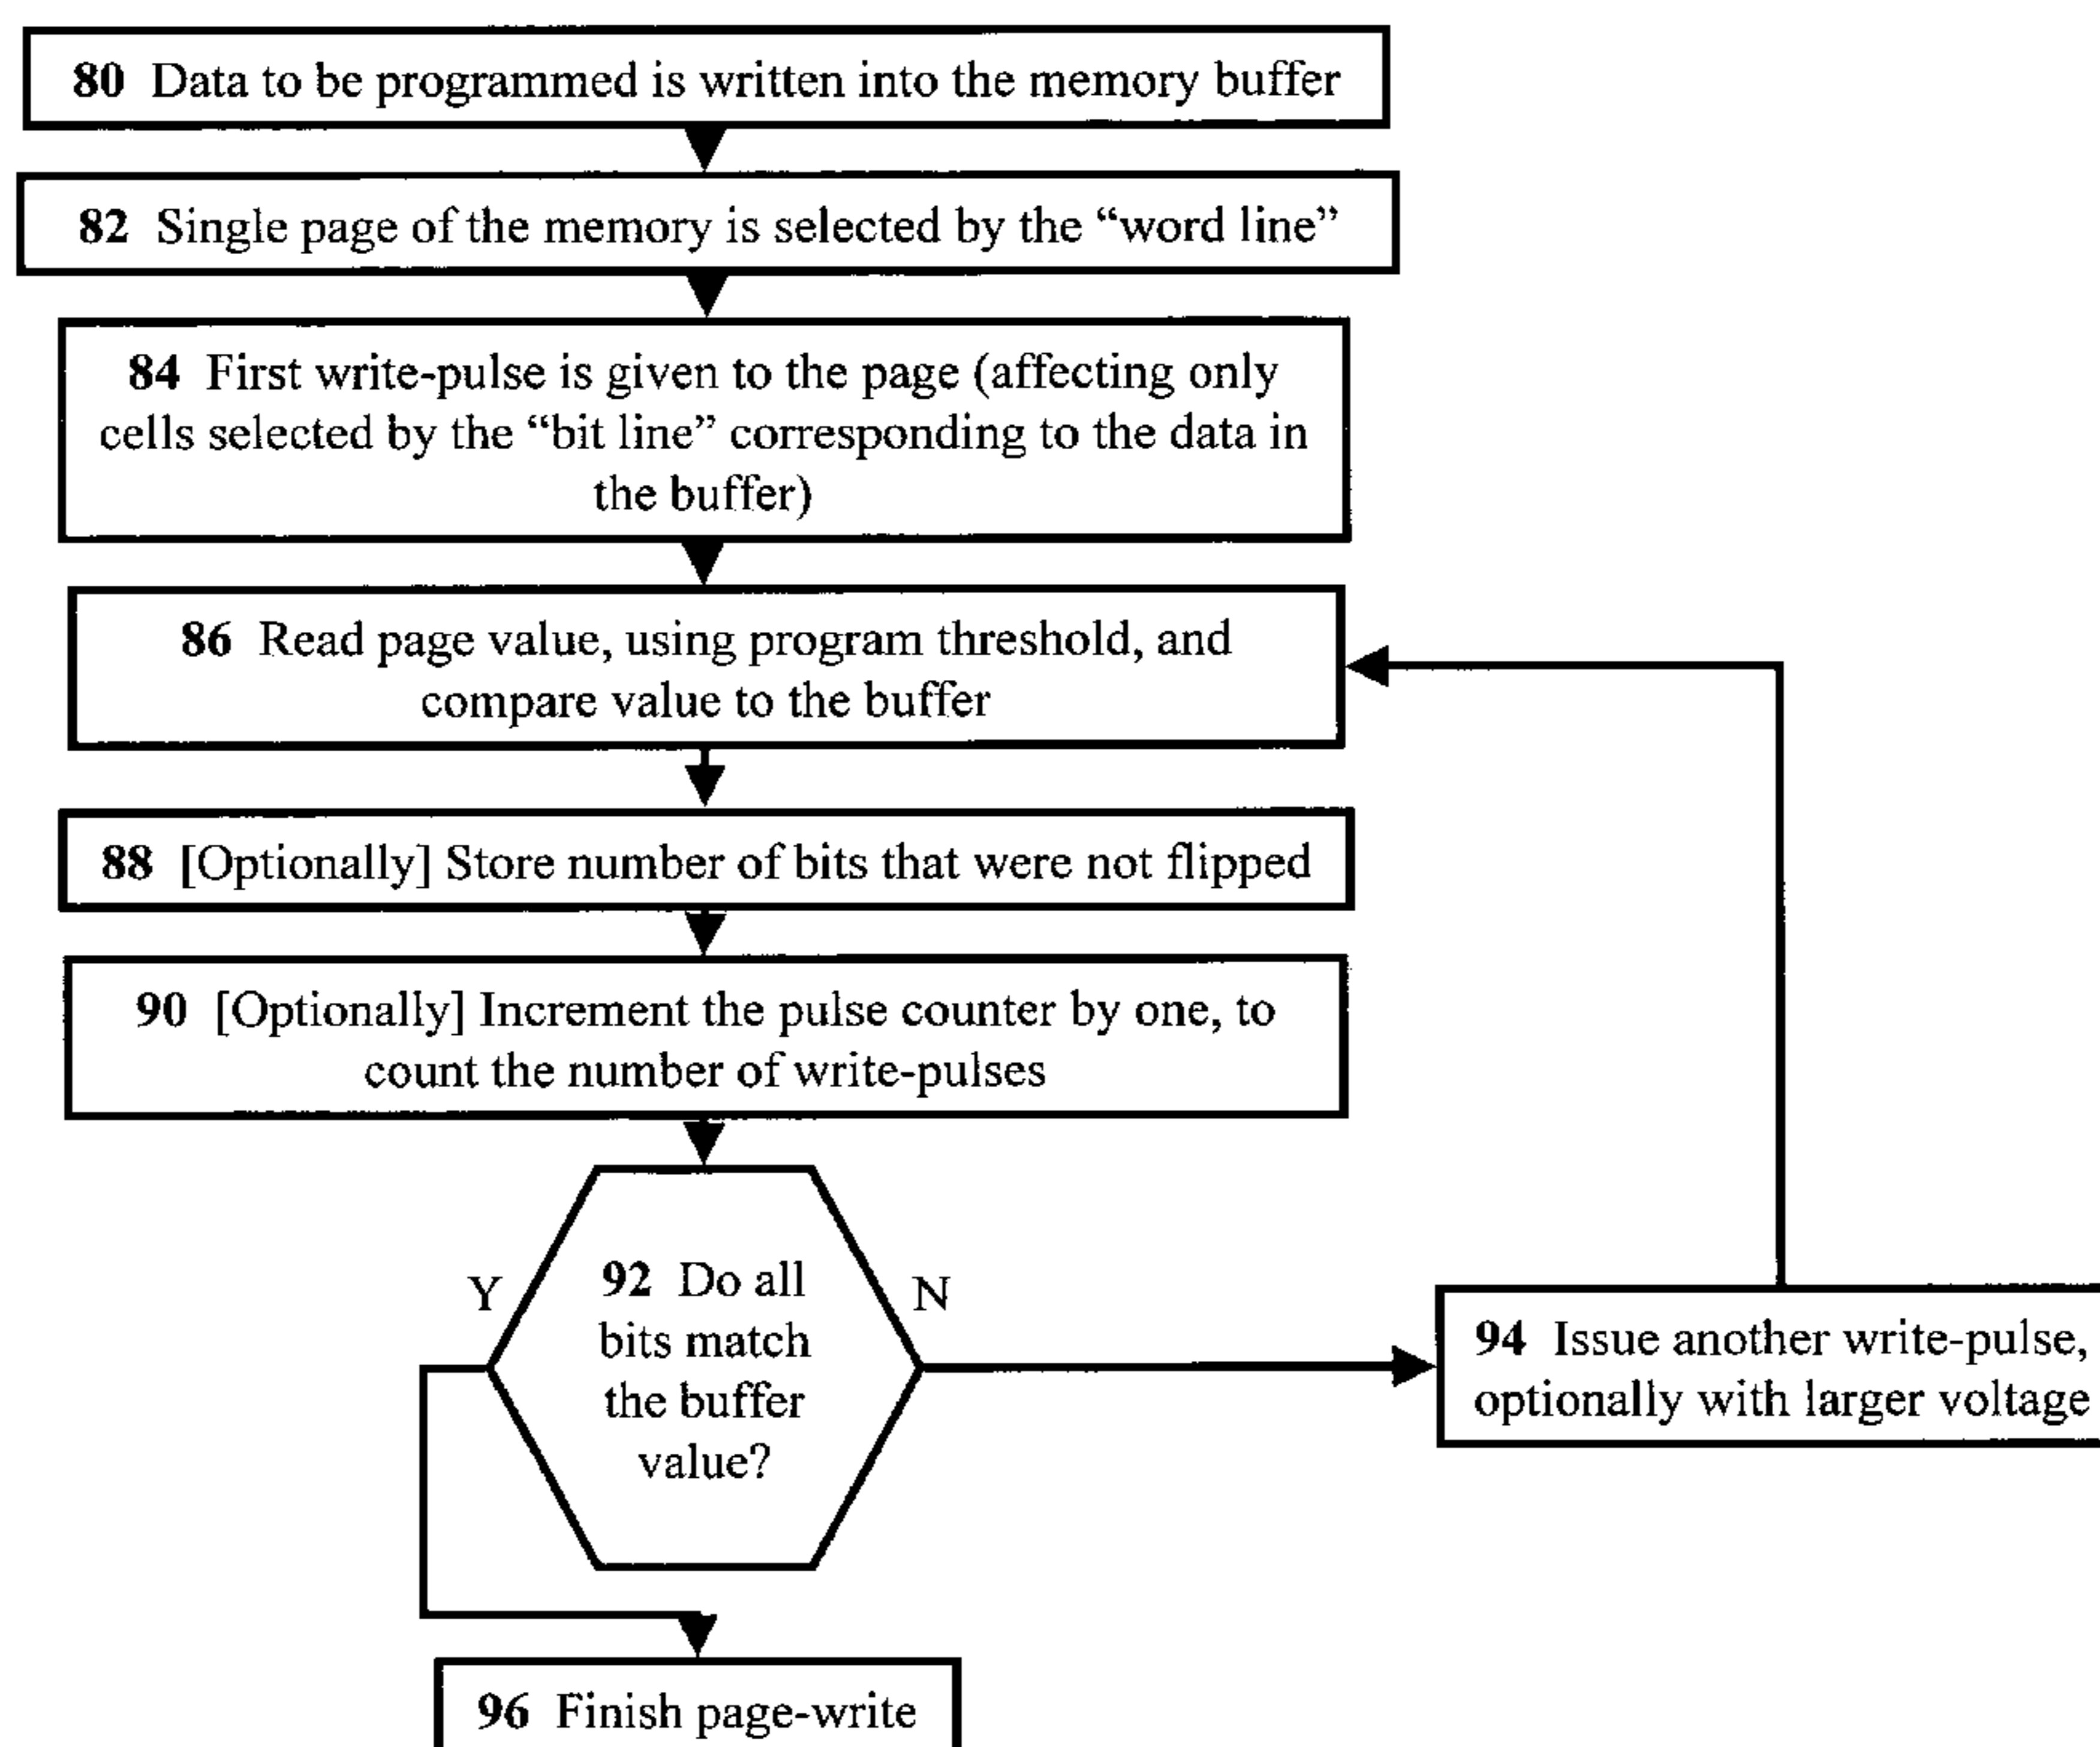 80 Data to be programmed is written into the memory buffer
82 Single page of the memory is selected by the “word line”
84 First write-pulse is given to the page (affecting only
cells selected by the “bit line” corresponding to the data in
the buffer)
86 Read page value, using program threshold, and
compare value to the buffer
88 [Optionally] Store number of bits that were not flipped
90 [Optionally] Increment the pulse counter by one, to
count the number of write-pulses
Y
92 Do all
bits match
the buffer
value?
N
94 Issue another write-pulse,
optionally with larger voltage
96 Finish page-write